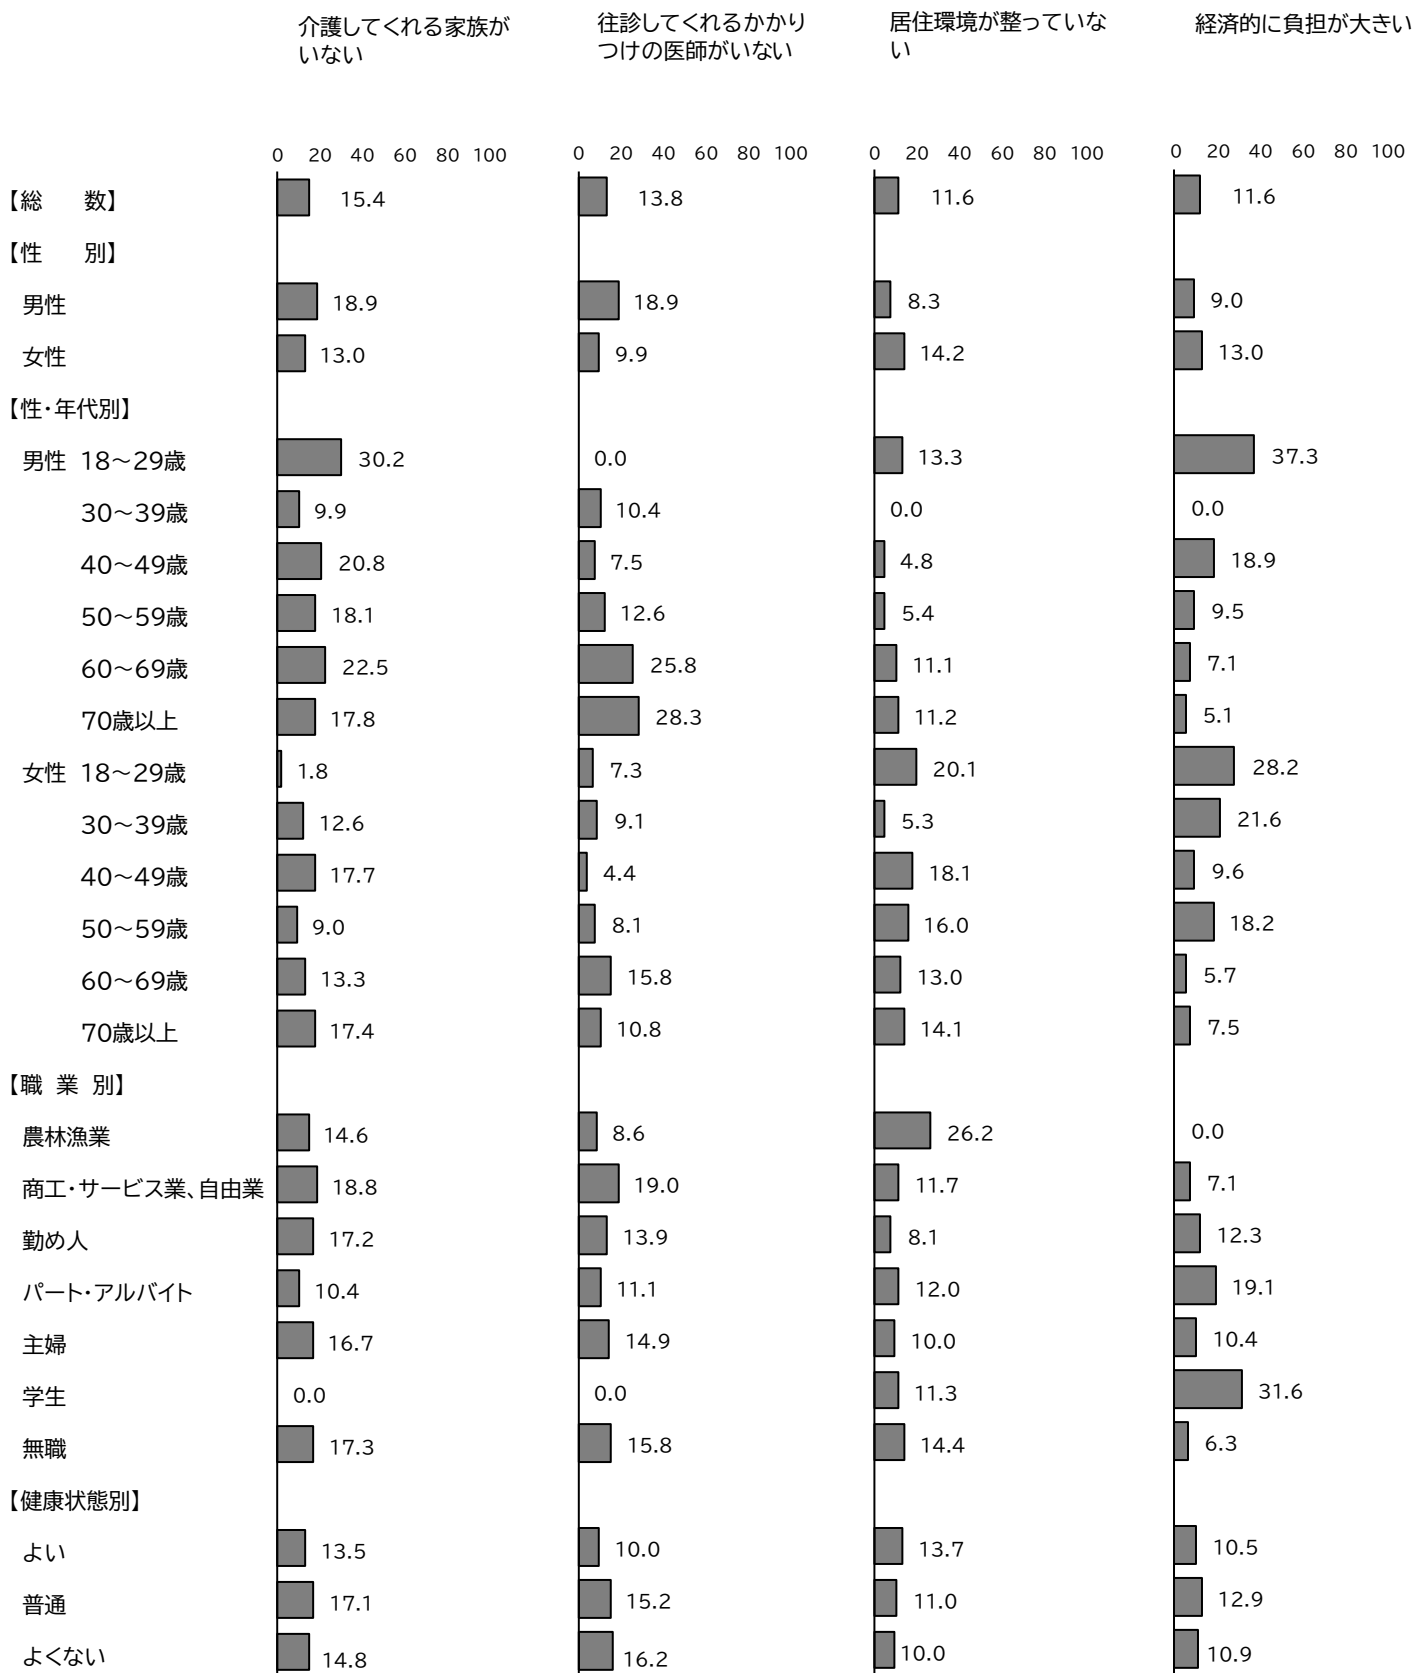 介護してくれる家族が
いない
往診してくれるかかり
つけの医師がいない
居住環境が整っていな
い
経済的に負担が大きい
0 20 40 60 80 100 0 20 40 60 80 100 0 20 40 60 80 100 0 20 40 60 80 100
【総　数】 15.4 13.8 11.6 11.6
【性　別】
男性 18.9 18.9 8.3 9.0
女性 13.0 9.9 14.2 13.0
【性・年代別】
男性 18～29歳 30.2 0.0 13.3 37.3
30～39歳 9.9 10.4 0.0 0.0
40～49歳 20.8 7.5 4.8 18.9
50～59歳 18.1 12.6 5.4 9.5
60～69歳 22.5 25.8 11.1 7.1
70歳以上 17.8 28.3 11.2 5.1
女性 18～29歳 1.8 7.3 20.1 28.2
30～39歳 12.6 9.1 5.3 21.6
40～49歳 17.7 4.4 18.1 9.6
50～59歳 9.0 8.1 16.0 18.2
60～69歳 13.3 15.8 13.0 5.7
70歳以上 17.4 10.8 14.1 7.5
【職 業 別】
農林漁業 14.6 8.6 26.2 0.0
商工・サービス業、自由業 18.8 19.0 11.7 7.1
勤め人 17.2 13.9 8.1 12.3
パート・アルバイト 10.4 11.1 12.0 19.1
主婦 16.7 14.9 10.0 10.4
学生 0.0 0.0 11.3 31.6
無職 17.3 15.8 14.4 6.3
【健康状態別】
よい 13.5 10.0 13.7 10.5
普通 17.1 15.2 11.0 12.9
よくない 14.8 16.2 10.0 10.9